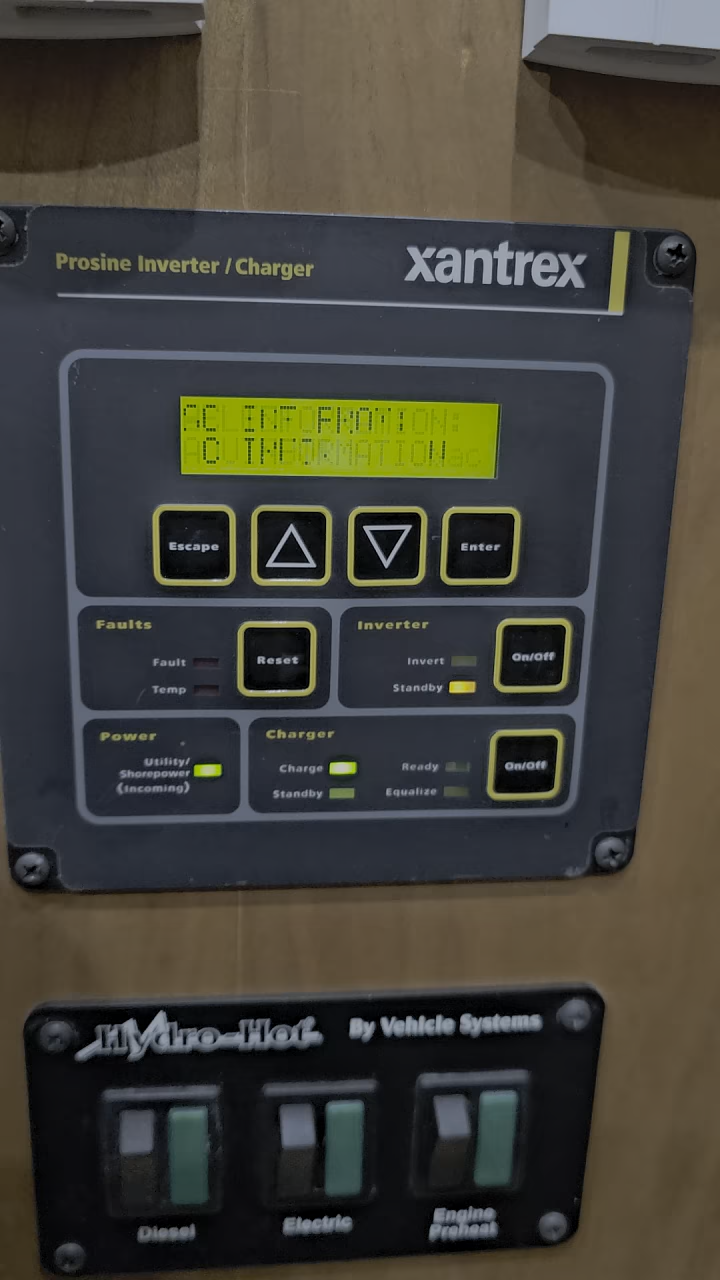 Prosine Inverter / Charger
xantrex
Escape
Enter
Faults
Fault
Temp
Reset
Inverter
Invert
Standby
On/Off
Power
Utility/
Shorepower
(Incoming)
Charger
Charge
Standby
Ready
Equalize
On/Off
Hydro-Hot
By Vehicle Systems
Diesel
Electric
Engine
Preheat